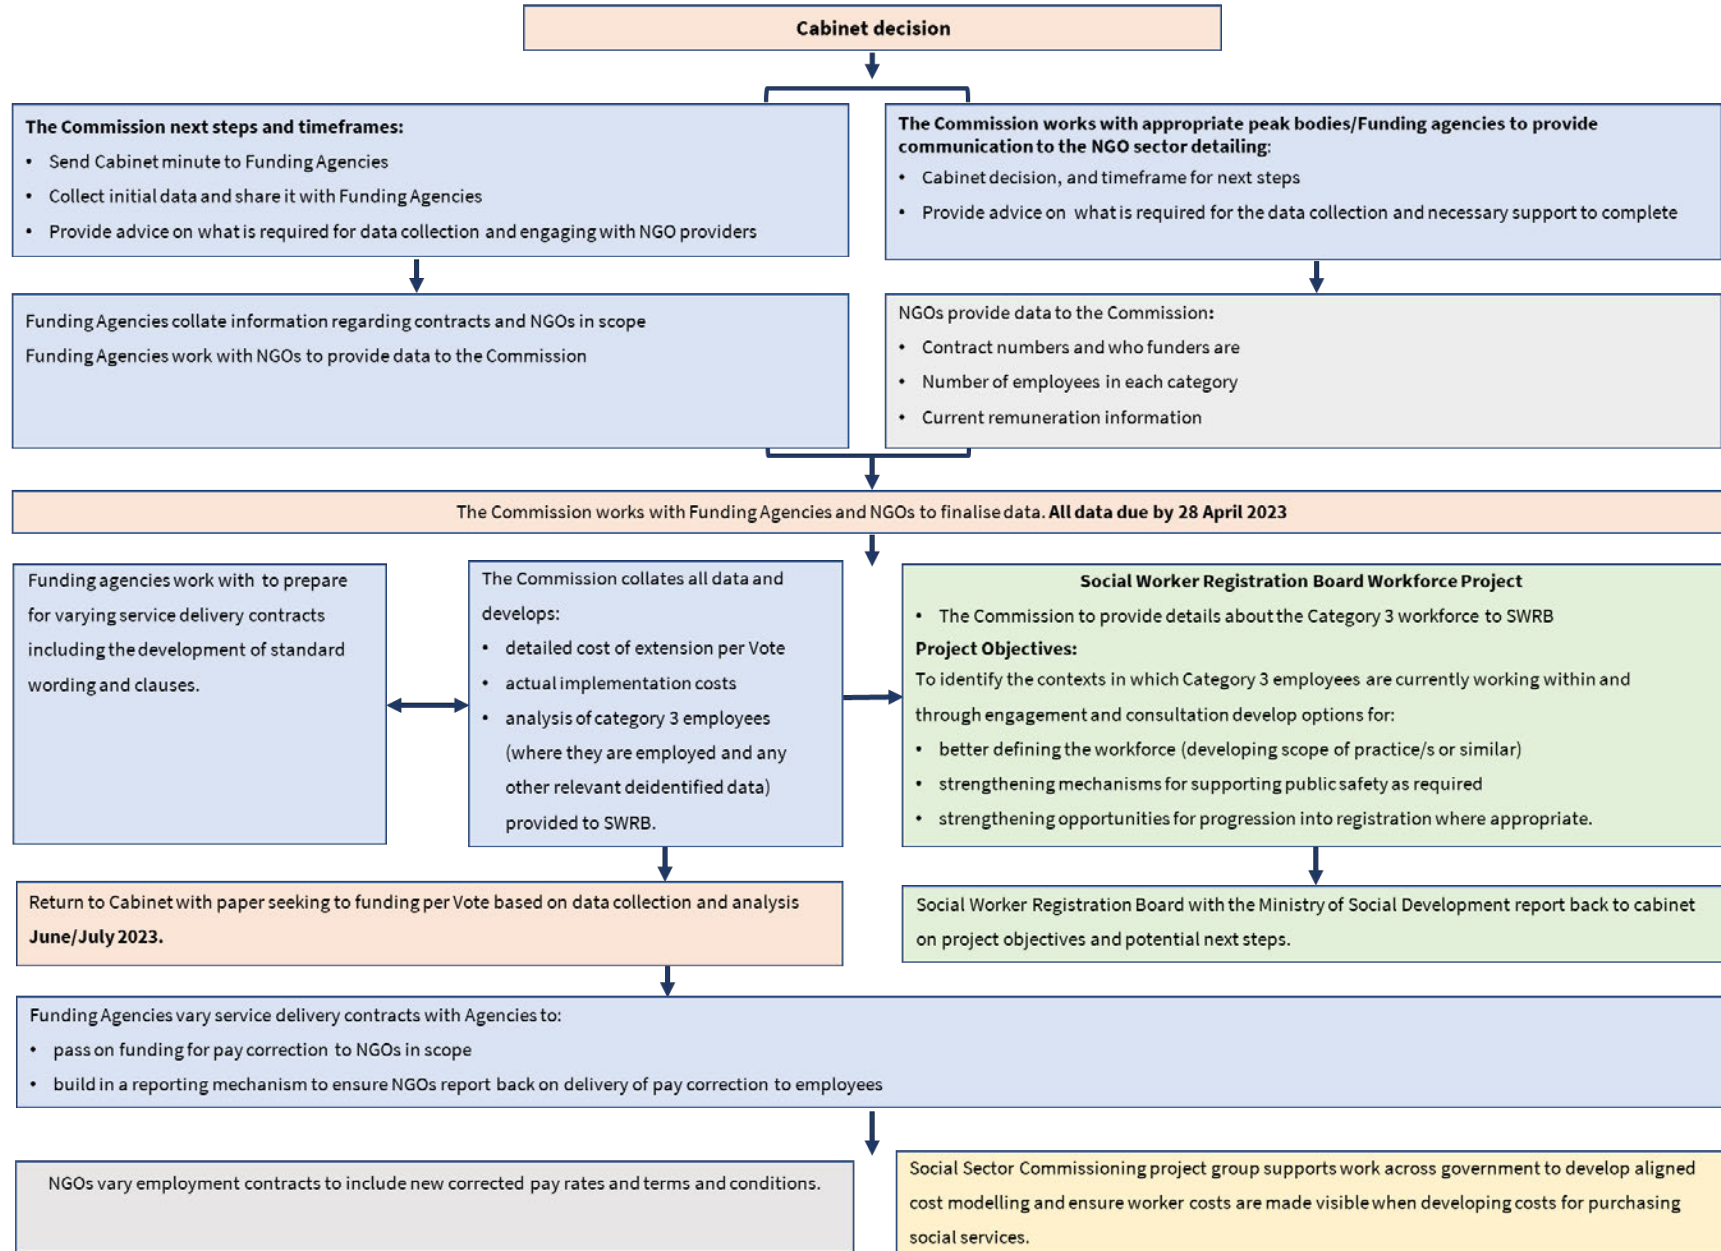 Cabinet decision
The Commission next steps and timeframes:
• Send Cabinet minute to Funding Agencies
• Collect initial data and share it with Funding Agencies
• Provide advice on what is required for data collection and engaging with NGO providers
The Commission works with appropriate peak bodies/Funding agencies to provide
communication to the NGO sector detailing:
• Cabinet decision, and timeframe for next steps
• Provide advice on what is required for the data collection and necessary support to complete
Funding Agencies collate information regarding contracts and NGOs in scope
Funding Agencies work with NGOs to provide data to the Commission
NGOs provide data to the Commission:
• Contract numbers and who funders are
• Number of employees in each category
• Current remuneration information
The Commission works with Funding Agencies and NGOs to finalise data. All data due by 28 April 2023
Funding agencies work with to prepare
for varying service delivery contracts
including the development of standard
wording and clauses.
The Commission collates all data and
develops:
• detailed cost of extension per Vote
• actual implementation costs
• analysis of category 3 employees
(where they are employed and any
other relevant deidentified data)
provided to SWRB.
Social Worker Registration Board Workforce Project
• The Commission to provide details about the Category 3 workforce to SWRB
Project Objectives:
To identify the contexts in which Category 3 employees are currently working within and
through engagement and consultation develop options for:
• better defining the workforce (developing scope of practice/s or similar)
• strengthening mechanisms for supporting public safety as required
• strengthening opportunities for progression into registration where appropriate.
Return to Cabinet with paper seeking to funding per Vote based on data collection and analysis
June/July 2023.
Social Worker Registration Board with the Ministry of Social Development report back to cabinet
on project objectives and potential next steps.
Funding Agencies vary service delivery contracts with Agencies to:
• pass on funding for pay correction to NGOs in scope
• build in a reporting mechanism to ensure NGOs report back on delivery of pay correction to employees
NGOs vary employment contracts to include new corrected pay rates and terms and conditions.
Social Sector Commissioning project group supports work across government to develop aligned
cost modelling and ensure worker costs are made visible when developing costs for purchasing
social services.